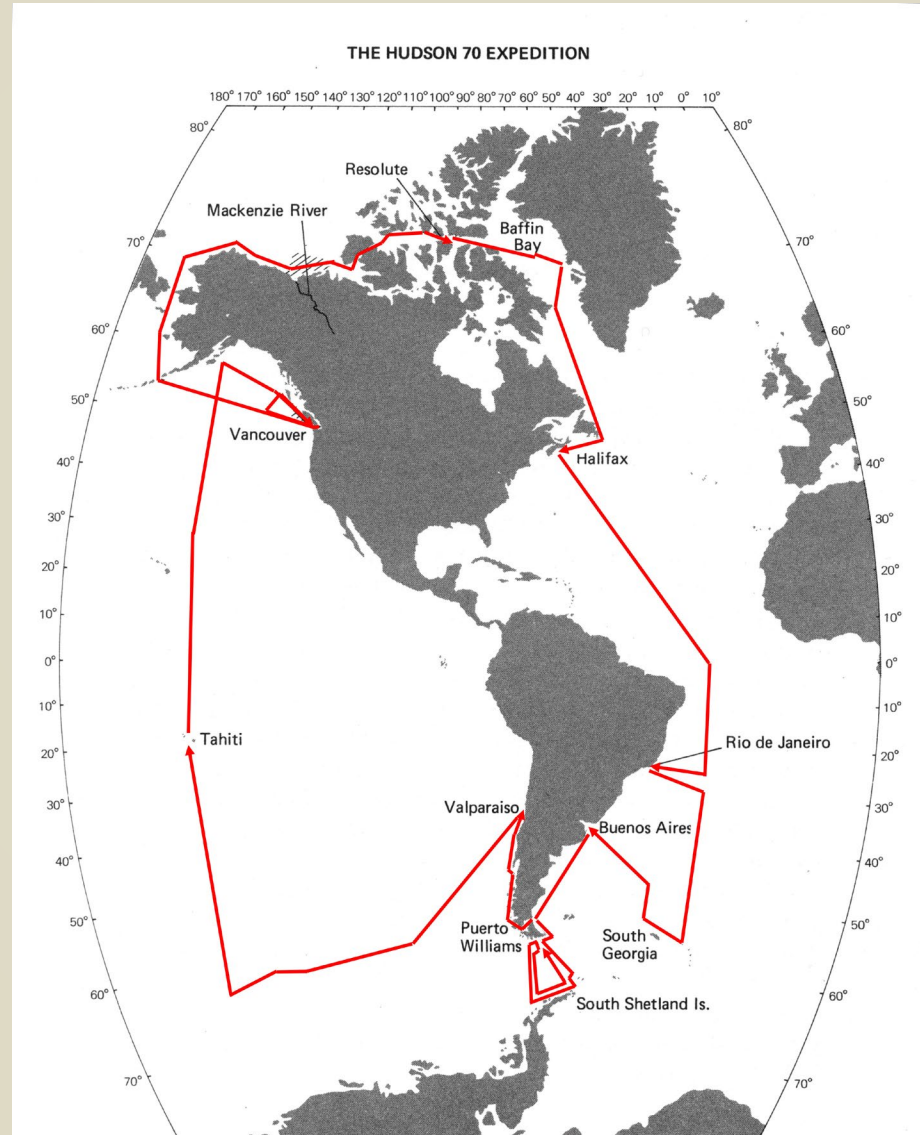 THE HUDSON 70 EXPEDITION
180° 170° 160° 150° 140° 130° 120° 110° 100° 90° 80° 70° 60° 50° 40° 30° 20° 10° 0° 10°
80° 80°
Resolute
Mackenzie River
Baffin
Bay
70° 70°
60° 60°
50° 50°
Vancouver
Halifax
40° 40°
30° 30°
20° 20°
10° 10°
0° 0°
10° 10°
Tahiti
Rio de Janeiro
20° 20°
Valparaiso
30° 30°
Buenos Aires
40° 40°
50° 50°
Puerto
Williams
South
Georgia
60° 60°
South Shetland Is.
70° 70°